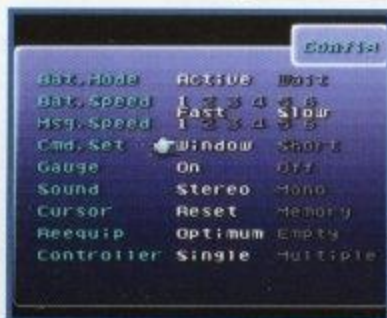 Config
Bat.Mode Active Wait
Bat.Speed 1 2 3 4 5 6
Fast Slow
Msg.Speed 1 2 3 4 5 6
Cmd.Set Window Short
Gauge On Off
Sound Stereo Mono
Cursor Reset Memory
Reequip Optimum Empty
Controller Single Multiple